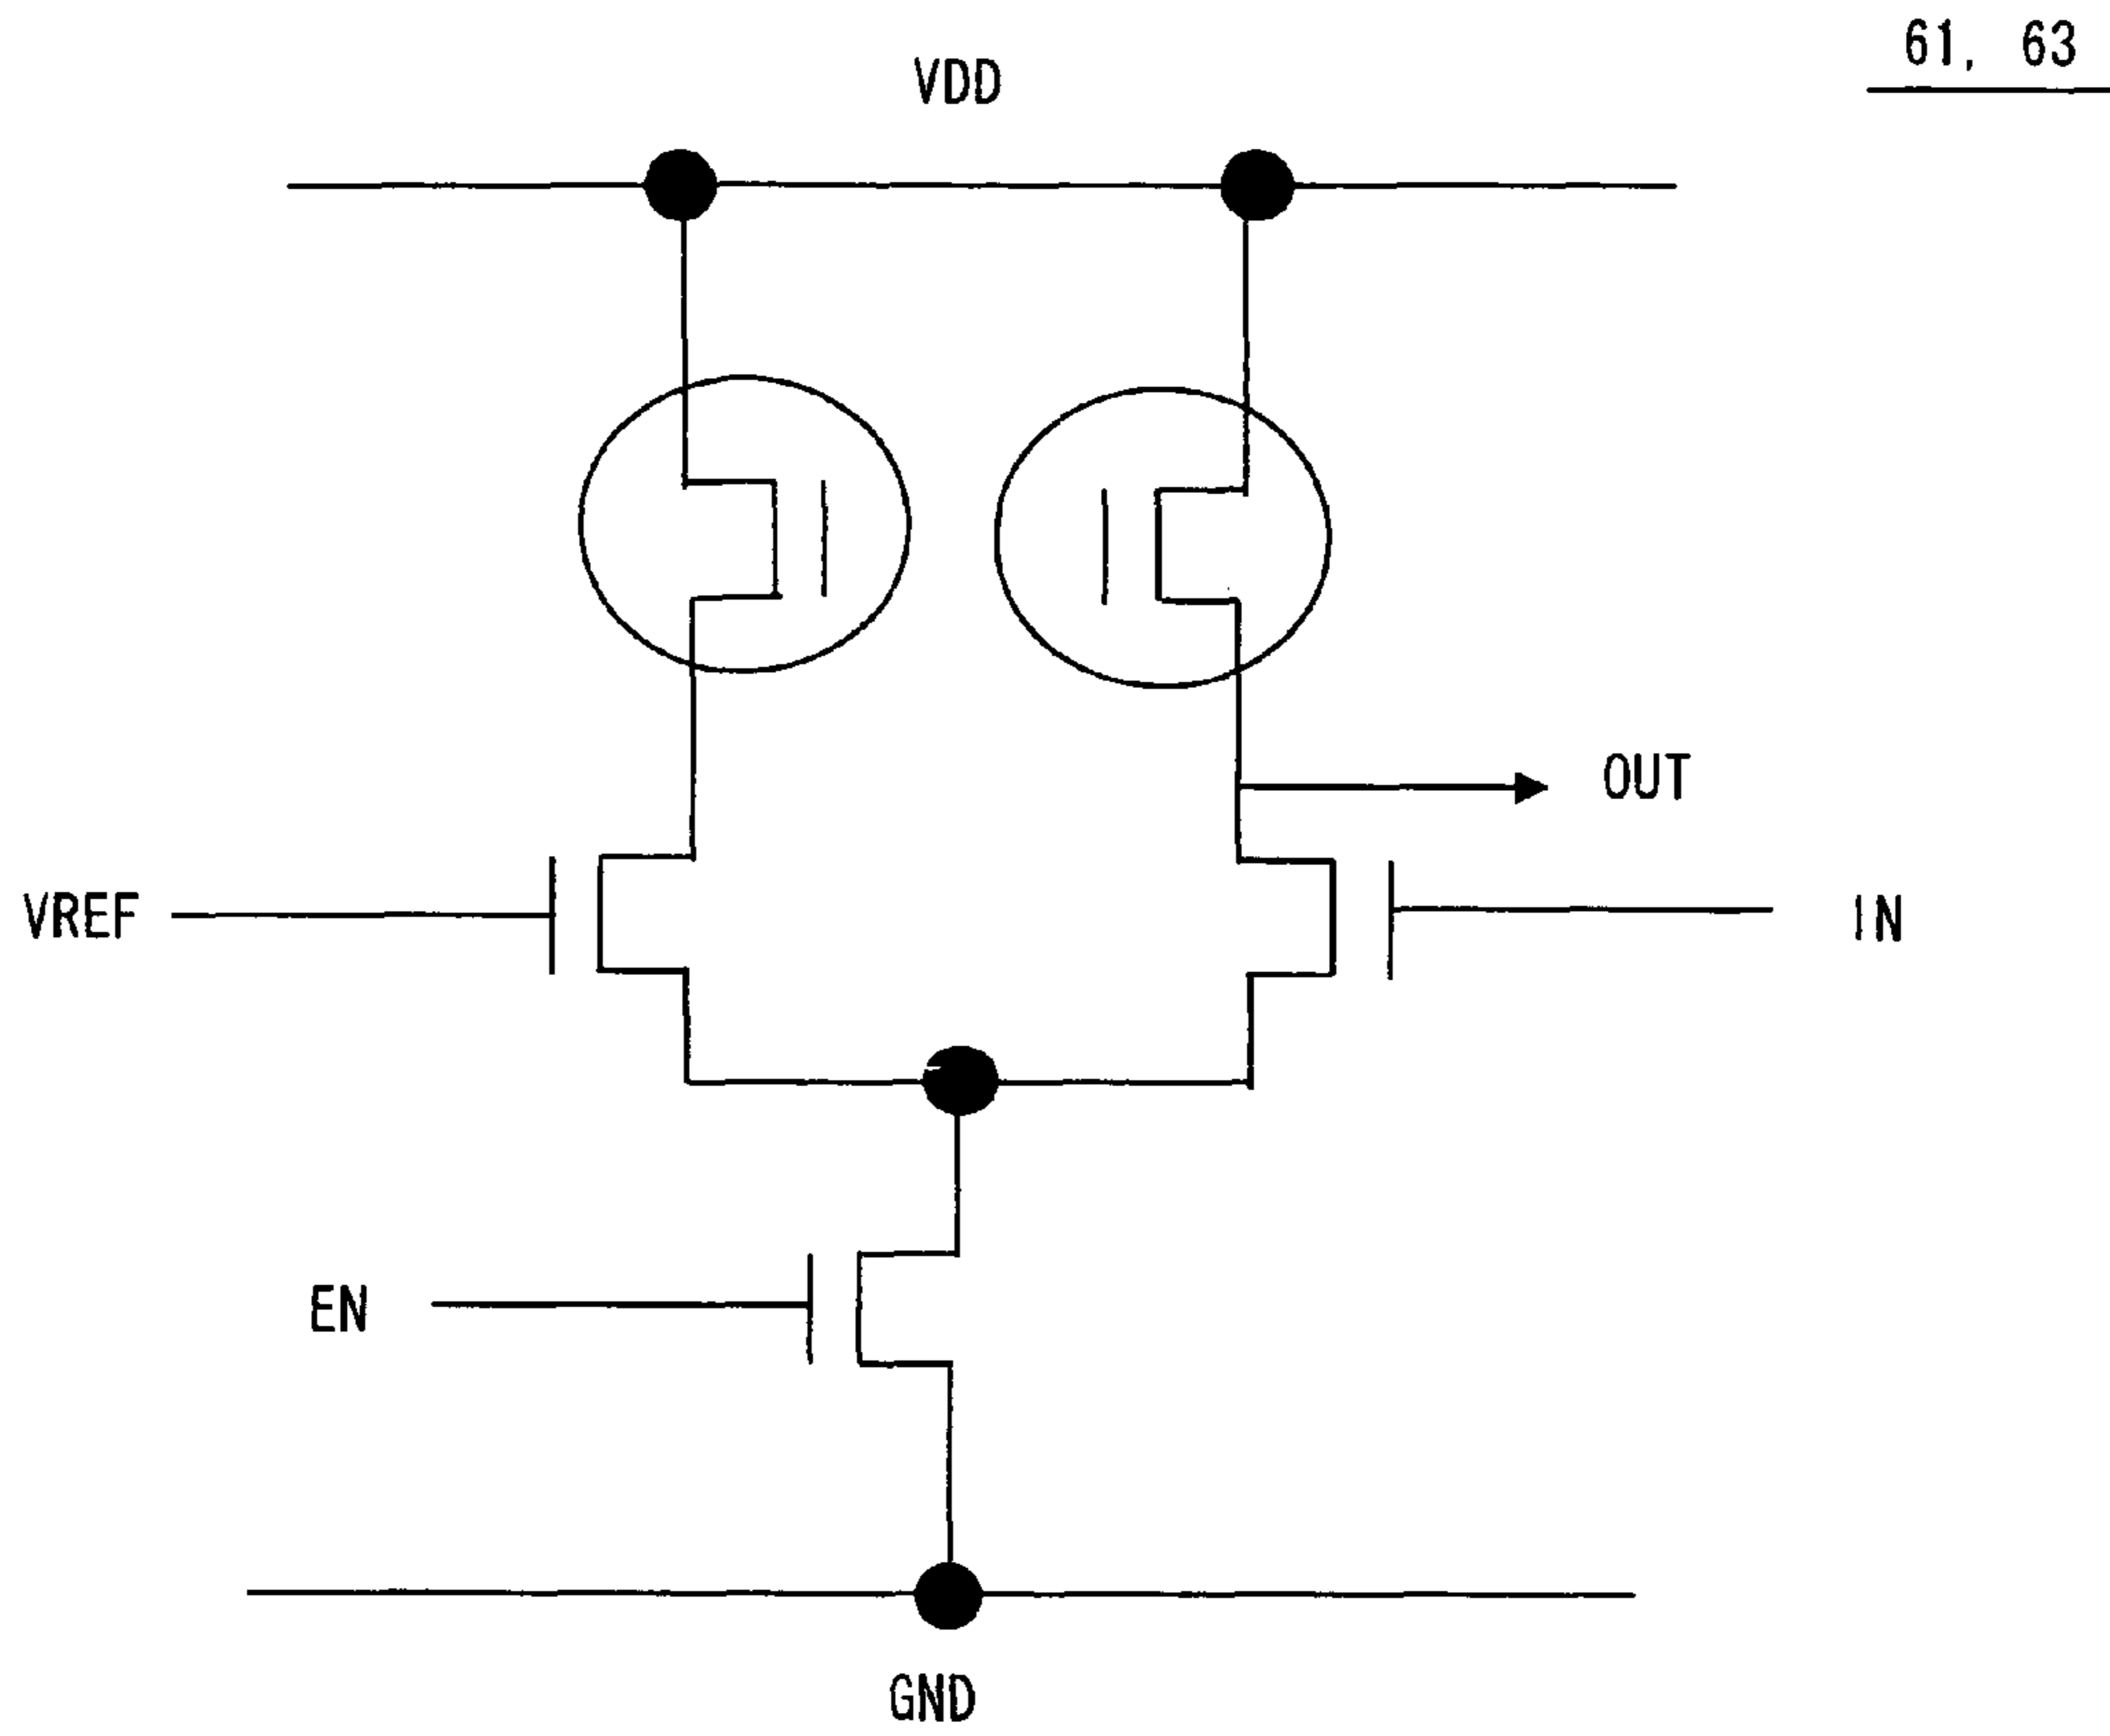 61, 63
VDD
OUT
VREF
IN
EN
GND